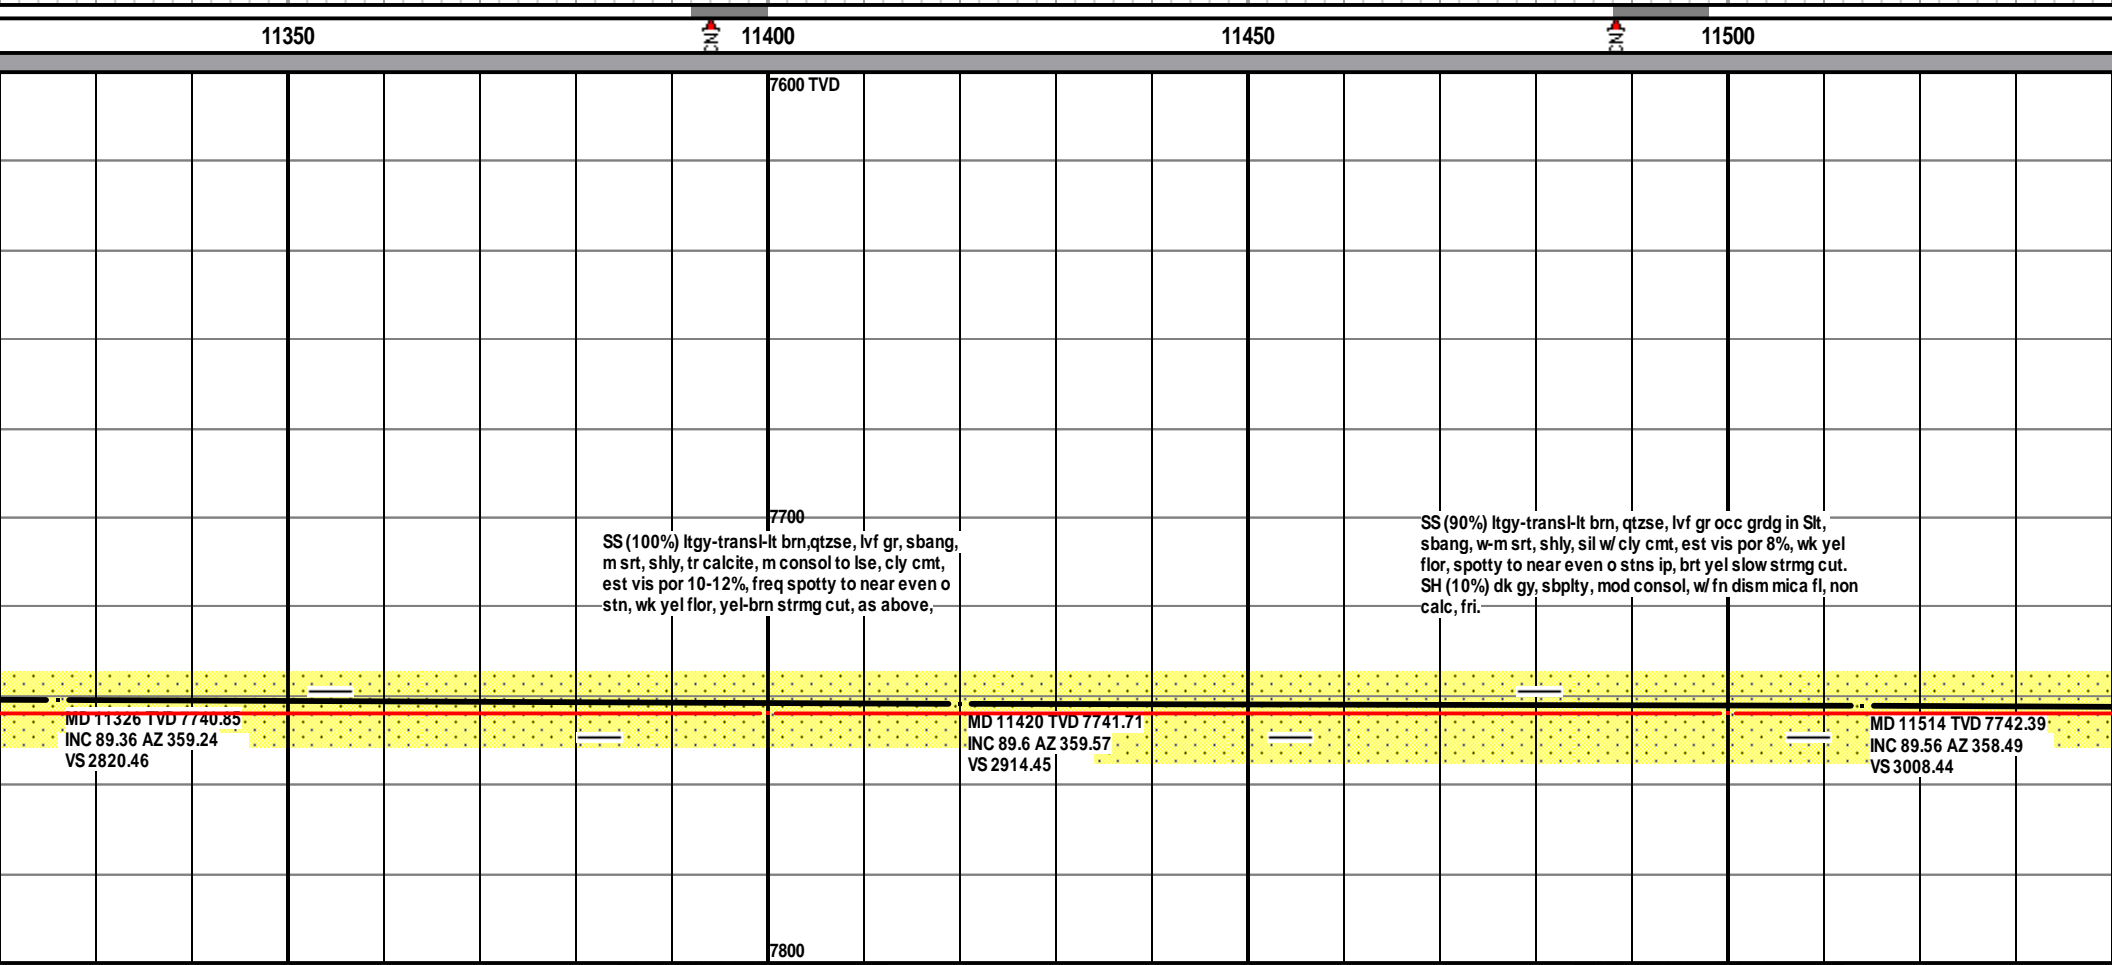 11350
11400
11450
11500
CNX
CNX
7600 TVD
7700
SS (100%) ltgy-transl-lt brn,qtzse, lvf gr, sbang,
m srt, shly, tr calcite, m consol to lse, cly cmt,
est vis por 10-12%, freq spotty to near even o
stn, wk yel flor, yel-brn strmg cut, as above,
SS (90%) ltgy-transl-lt brn, qtzse, lvf gr occ grdg in Slt,
sbang, w-m srt, shly, sil w/ cly cmt, est vis por 8%, wk yel
flor, spotty to near even o stns ip, brt yel slow strmg cut.
SH (10%) dk gy, sbplty, mod consol, w/ fn dism mica fl, non
calc, fri.
MD 11326 TVD 7740.85
INC 89.36 AZ 359.24
VS 2820.46
MD 11420 TVD 7741.71
INC 89.6 AZ 359.57
VS 2914.45
MD 11514 TVD 7742.39
INC 89.56 AZ 358.49
VS 3008.44
7800